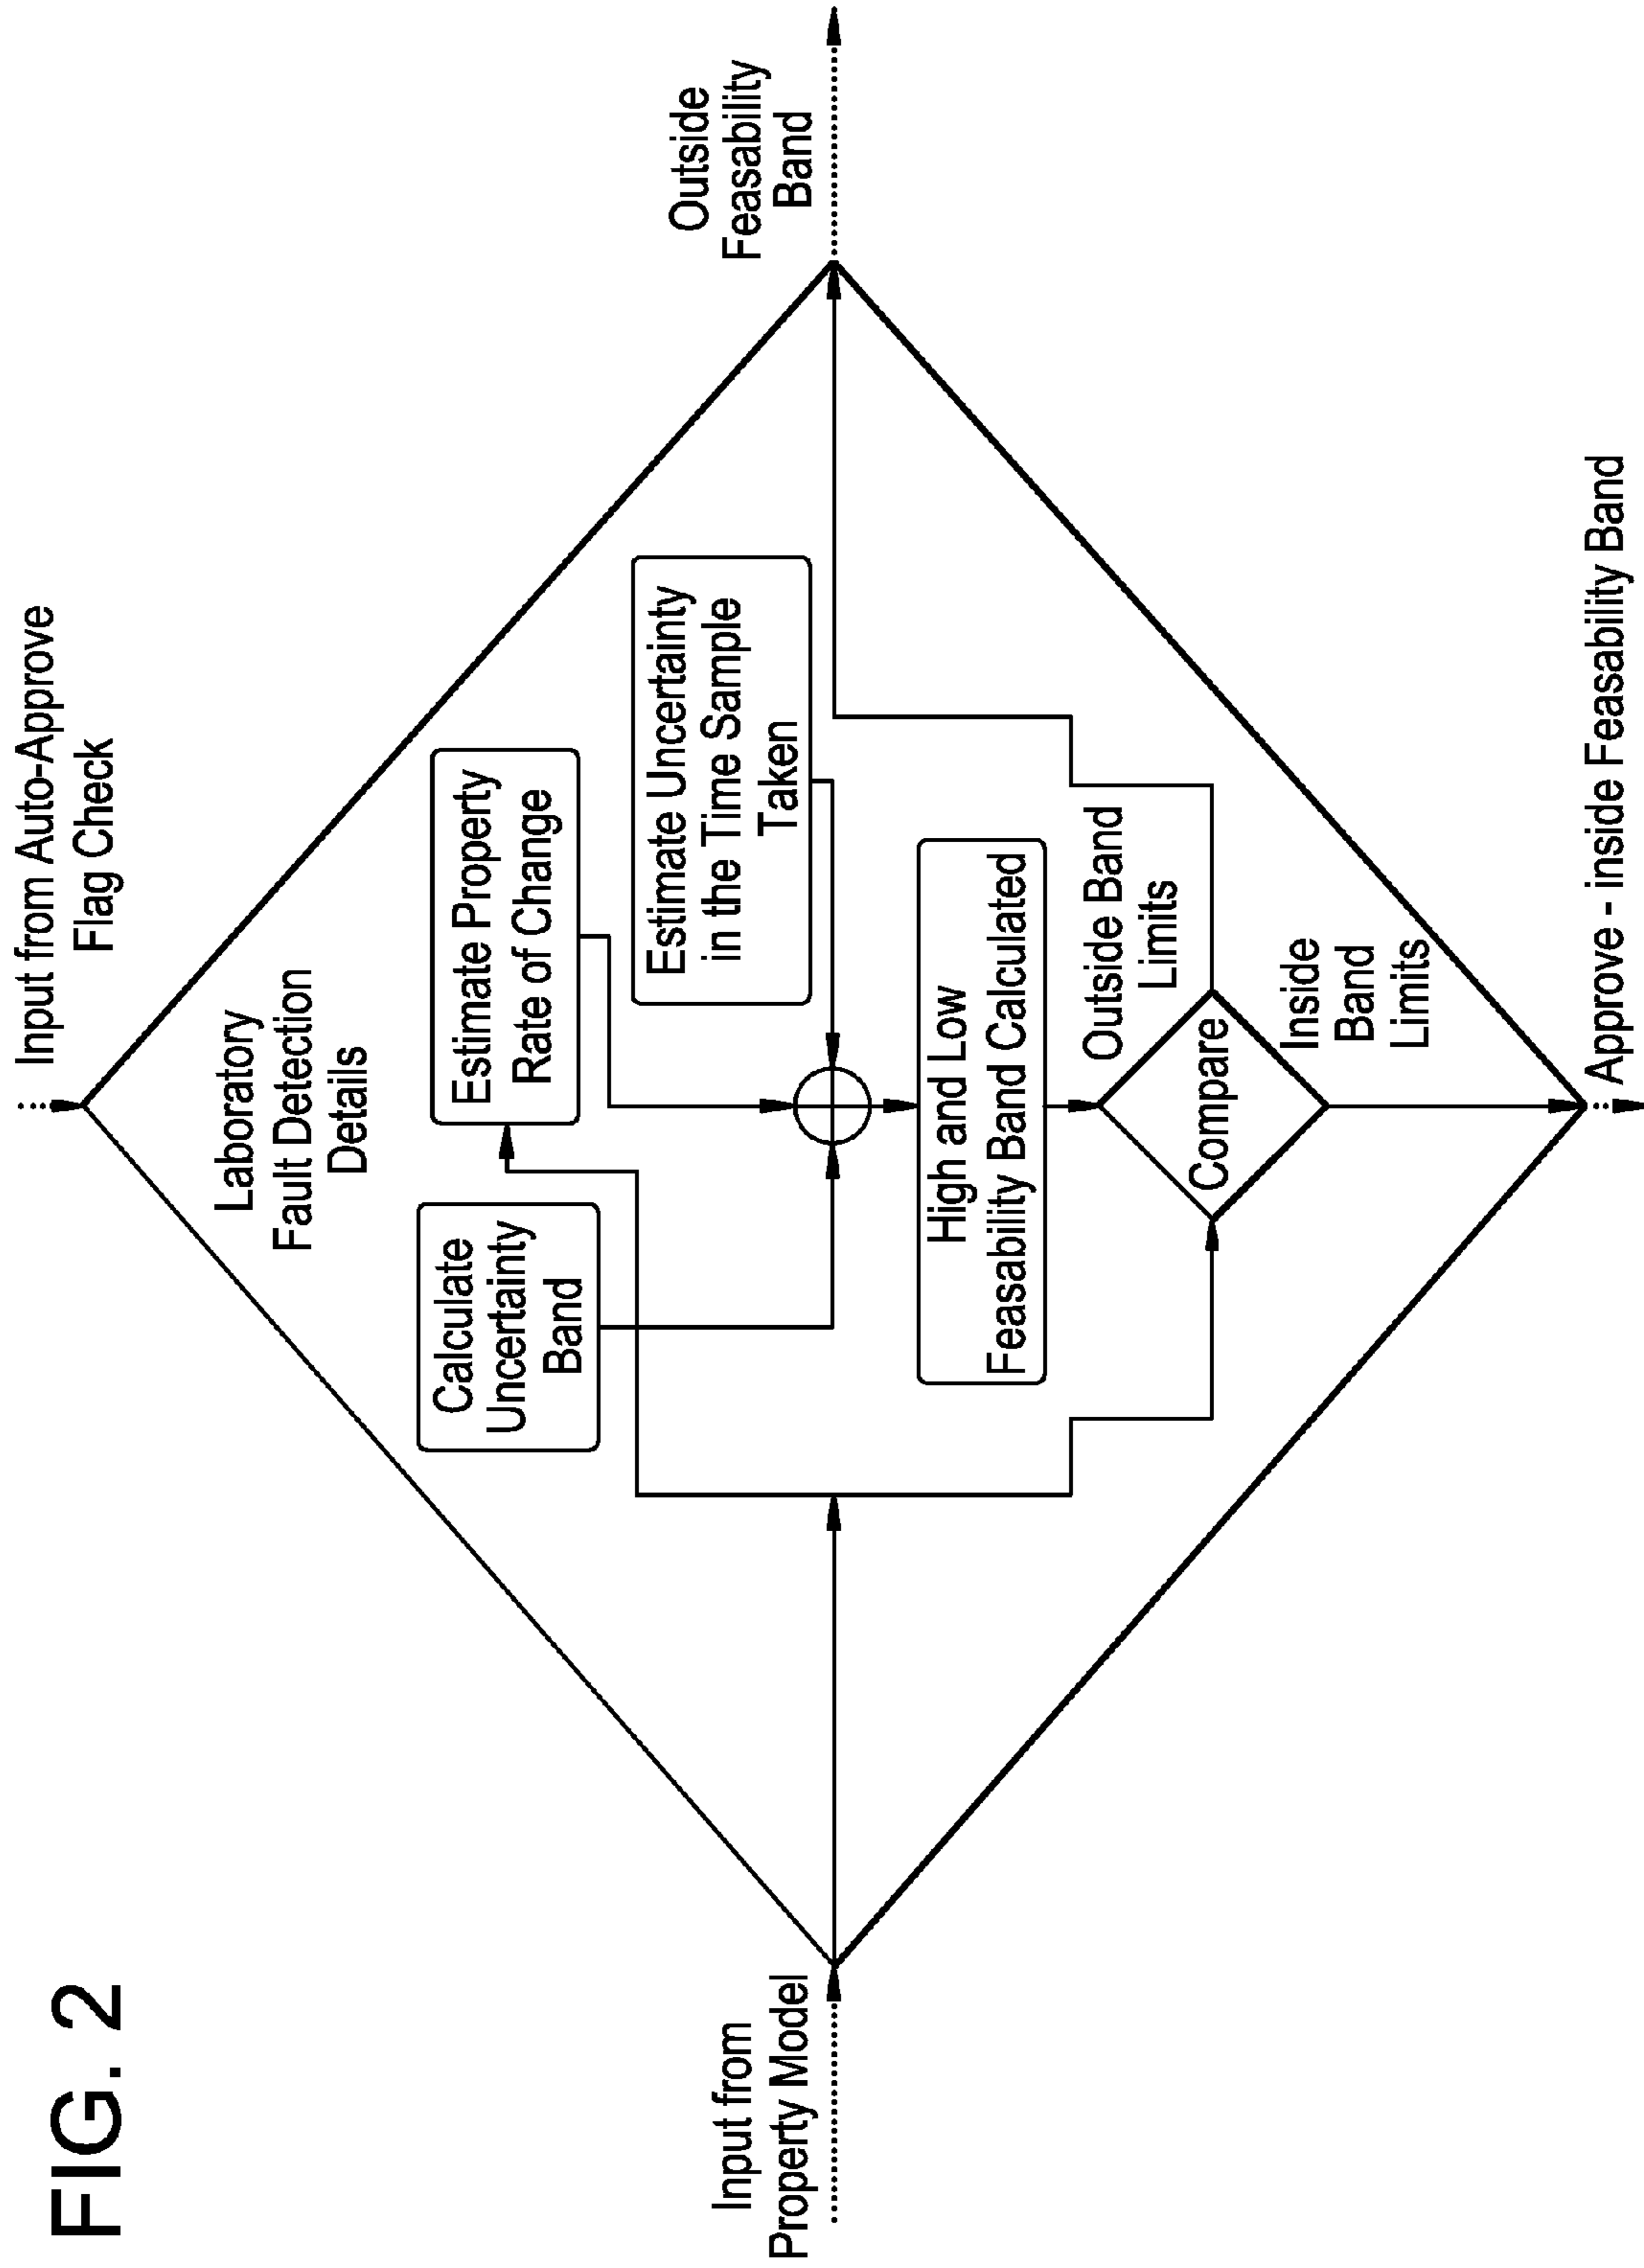 FIG. 2
Input from Auto-Approve
Flag Check
Laboratory
Fault Detection
Details
Calculate
Uncertainty
Band
Estimate Property
Rate of Change
Estimate Uncertainty
in the Time Sample
Taken
Input from
Property Model
Outside
Feasability
Band
High and Low
Feasability Band Calculated
Outside Band
Limits
Compare
Inside
Band
Limits
Approve - inside Feasability Band